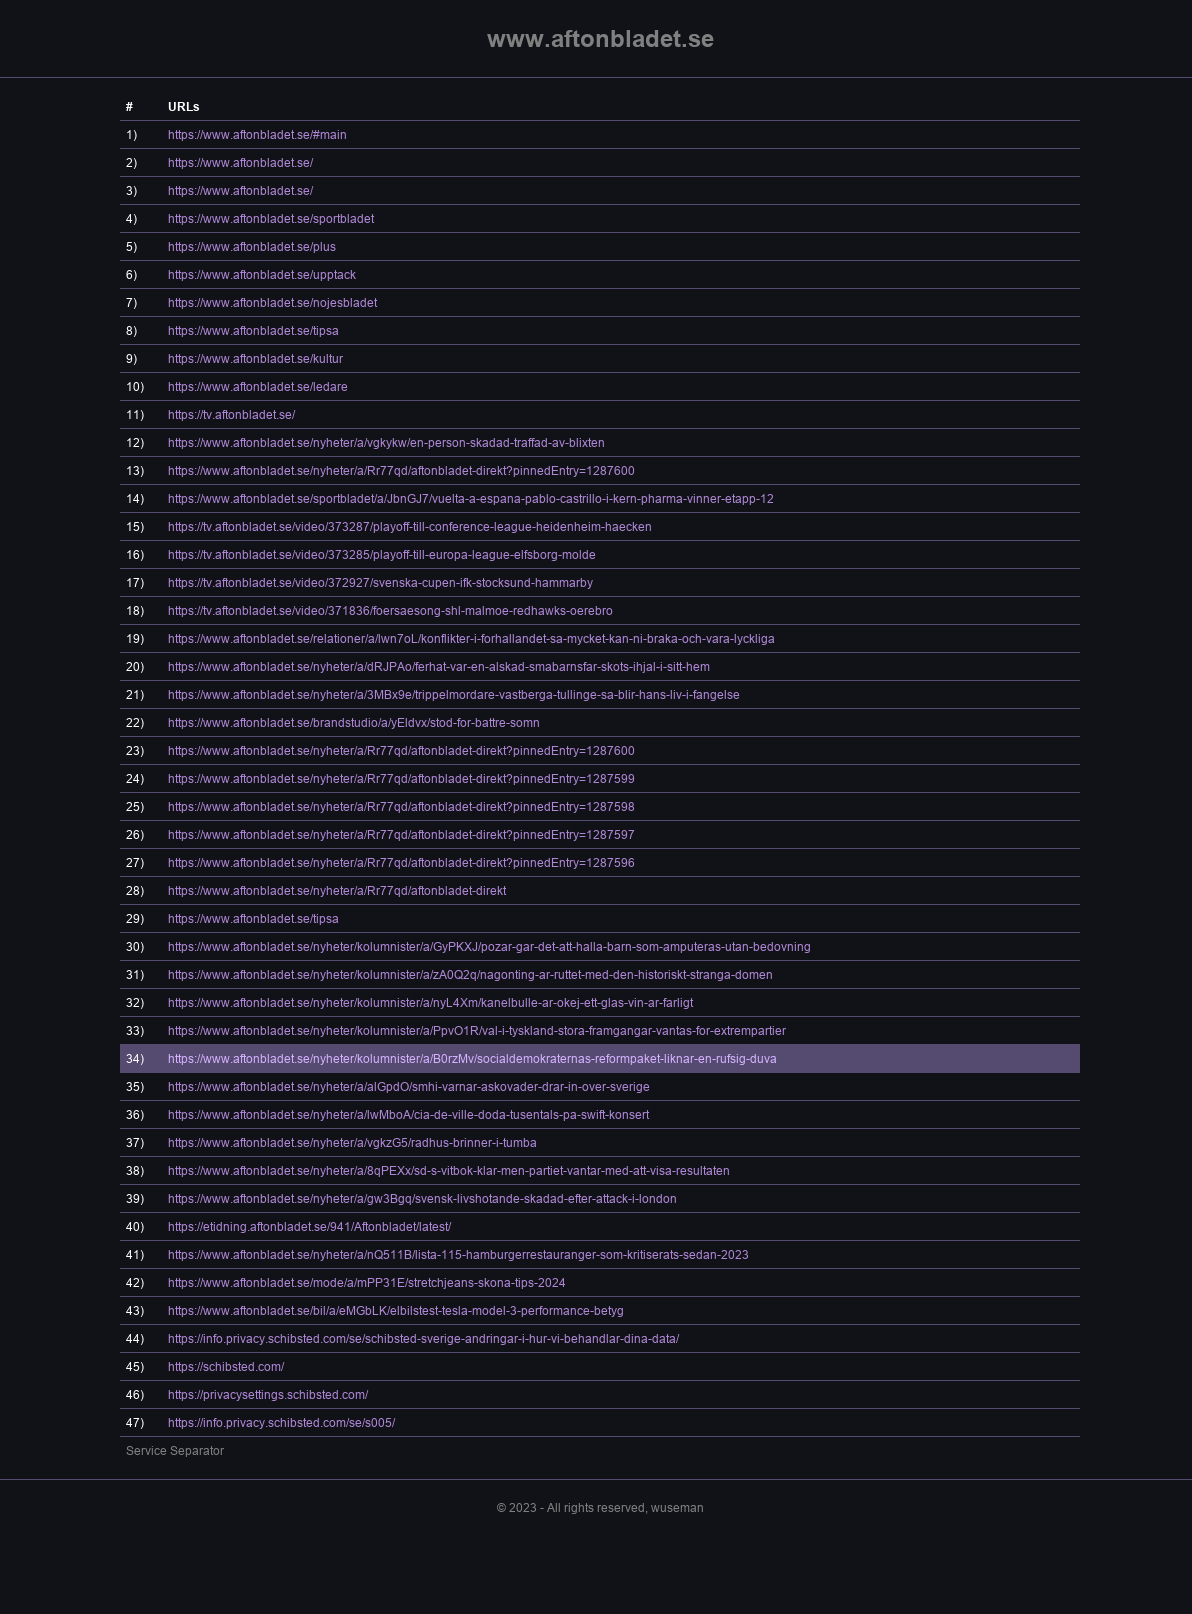 www.aftonbladet.se
# URLs
1) https://www.aftonbladet.se/#main
2) https://www.aftonbladet.se/
3) https://www.aftonbladet.se/
4) https://www.aftonbladet.se/sportbladet
5) https://www.aftonbladet.se/plus
6) https://www.aftonbladet.se/upptack
7) https://www.aftonbladet.se/nojesbladet
8) https://www.aftonbladet.se/tipsa
9) https://www.aftonbladet.se/kultur
10) https://www.aftonbladet.se/ledare
11) https://tv.aftonbladet.se/
12) https://www.aftonbladet.se/nyheter/a/vgkykw/en-person-skadad-traffad-av-blixten
13) https://www.aftonbladet.se/nyheter/a/Rr77qd/aftonbladet-direkt?pinnedEntry=1287600
14) https://www.aftonbladet.se/sportbladet/a/JbnGJ7/vuelta-a-espana-pablo-castrillo-i-kern-pharma-vinner-etapp-12
15) https://tv.aftonbladet.se/video/373287/playoff-till-conference-league-heidenheim-haecken
16) https://tv.aftonbladet.se/video/373285/playoff-till-europa-league-elfsborg-molde
17) https://tv.aftonbladet.se/video/372927/svenska-cupen-ifk-stocksund-hammarby
18) https://tv.aftonbladet.se/video/371836/foersaesong-shl-malmoe-redhawks-oerebro
19) https://www.aftonbladet.se/relationer/a/lwn7oL/konflikter-i-forhallandet-sa-mycket-kan-ni-braka-och-vara-lyckliga
20) https://www.aftonbladet.se/nyheter/a/dRJPAo/ferhat-var-en-alskad-smabarnsfar-skots-ihjal-i-sitt-hem
21) https://www.aftonbladet.se/nyheter/a/3MBx9e/trippelmordare-vastberga-tullinge-sa-blir-hans-liv-i-fangelse
22) https://www.aftonbladet.se/brandstudio/a/yEldvx/stod-for-battre-somn
23) https://www.aftonbladet.se/nyheter/a/Rr77qd/aftonbladet-direkt?pinnedEntry=1287600
24) https://www.aftonbladet.se/nyheter/a/Rr77qd/aftonbladet-direkt?pinnedEntry=1287599
25) https://www.aftonbladet.se/nyheter/a/Rr77qd/aftonbladet-direkt?pinnedEntry=1287598
26) https://www.aftonbladet.se/nyheter/a/Rr77qd/aftonbladet-direkt?pinnedEntry=1287597
27) https://www.aftonbladet.se/nyheter/a/Rr77qd/aftonbladet-direkt?pinnedEntry=1287596
28) https://www.aftonbladet.se/nyheter/a/Rr77qd/aftonbladet-direkt
29) https://www.aftonbladet.se/tipsa
30) https://www.aftonbladet.se/nyheter/kolumnister/a/GyPKXJ/pozar-gar-det-att-halla-barn-som-amputeras-utan-bedovning
31) https://www.aftonbladet.se/nyheter/kolumnister/a/zA0Q2q/nagonting-ar-ruttet-med-den-historiskt-stranga-domen
32) https://www.aftonbladet.se/nyheter/kolumnister/a/nyL4Xm/kanelbulle-ar-okej-ett-glas-vin-ar-farligt
33) https://www.aftonbladet.se/nyheter/kolumnister/a/PpvO1R/val-i-tyskland-stora-framgangar-vantas-for-extrempartier
34) https://www.aftonbladet.se/nyheter/kolumnister/a/B0rzMv/socialdemokraternas-reformpaket-liknar-en-rufsig-duva
35) https://www.aftonbladet.se/nyheter/a/alGpdO/smhi-varnar-askovader-drar-in-over-sverige
36) https://www.aftonbladet.se/nyheter/a/lwMboA/cia-de-ville-doda-tusentals-pa-swift-konsert
37) https://www.aftonbladet.se/nyheter/a/vgkzG5/radhus-brinner-i-tumba
38) https://www.aftonbladet.se/nyheter/a/8qPEXx/sd-s-vitbok-klar-men-partiet-vantar-med-att-visa-resultaten
39) https://www.aftonbladet.se/nyheter/a/gw3Bgq/svensk-livshotande-skadad-efter-attack-i-london
40) https://etidning.aftonbladet.se/941/Aftonbladet/latest/
41) https://www.aftonbladet.se/nyheter/a/nQ511B/lista-115-hamburgerrestauranger-som-kritiserats-sedan-2023
42) https://www.aftonbladet.se/mode/a/mPP31E/stretchjeans-skona-tips-2024
43) https://www.aftonbladet.se/bil/a/eMGbLK/elbilstest-tesla-model-3-performance-betyg
44) https://info.privacy.schibsted.com/se/schibsted-sverige-andringar-i-hur-vi-behandlar-dina-data/
45) https://schibsted.com/
46) https://privacysettings.schibsted.com/
47) https://info.privacy.schibsted.com/se/s005/
Service Separator
© 2023 - All rights reserved, wuseman